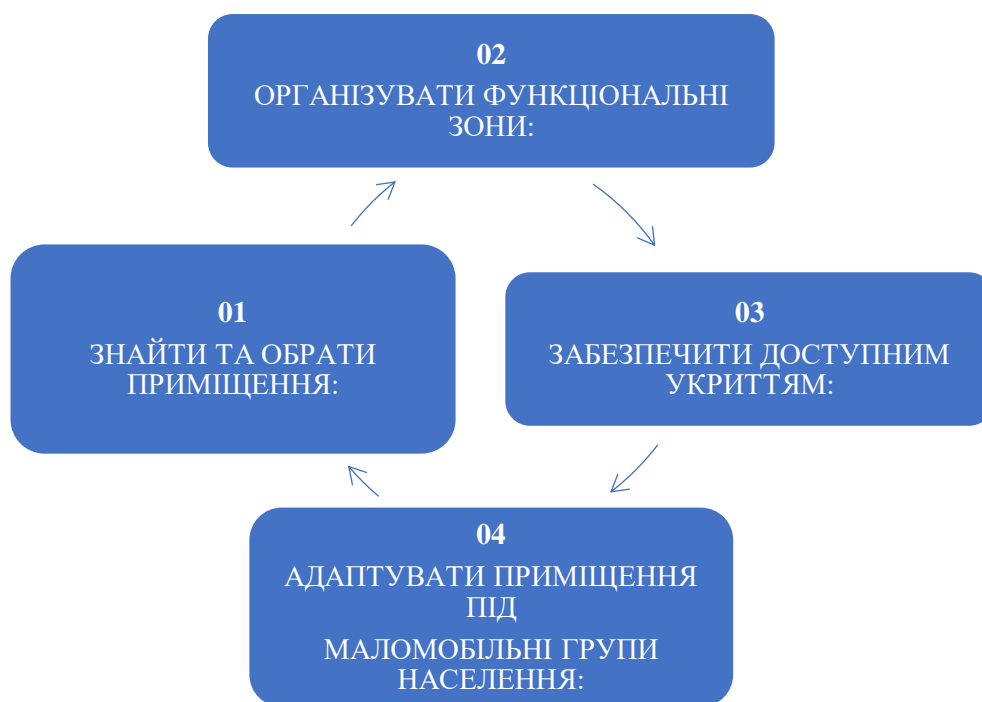 02
ОРГАНІЗУВАТИ ФУНКЦІОНАЛЬНІ
ЗОНИ:
01
ЗНАЙТИ ТА ОБРАТИ
ПРИМІЩЕННЯ:
03
ЗАБЕЗПЕЧИТИ ДОСТУПНИМ
УКРИТТЯМ:
04
АДАПТУВАТИ ПРИМІЩЕННЯ
ПІД
МАЛОМОБІЛЬНІ ГРУПИ
НАСЕЛЕННЯ: